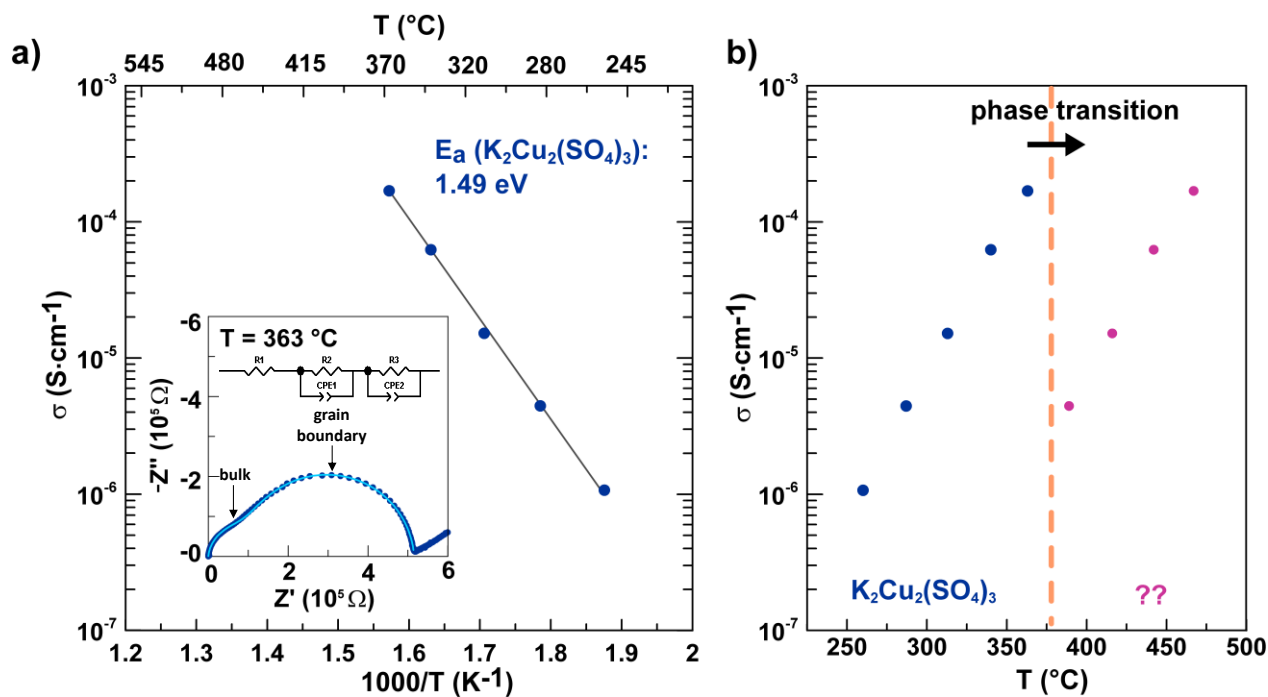 a)
T (°C)
545 480 415 370 320 280 245
10⁻³
10⁻⁴
10⁻⁵
10⁻⁶
10⁻⁷
σ (S·cm-1)
Eₐ (K₂Cu₂(SO₄)₃):
1.49 eV
T = 363 °C
R1 R2 R3
CPE1 CPE2
grain
boundary
bulk
-6
-4
-2
-0
-Z'' (10⁵ Ω)
0 2 4 6
Z' (10⁵ Ω)
1.2 1.3 1.4 1.5 1.6 1.7 1.8 1.9 2
1000/T (K⁻¹)
b)
10⁻³
10⁻⁴
10⁻⁵
10⁻⁶
10⁻⁷
σ (S·cm-1)
phase transition
K₂Cu₂(SO₄)₃
??
250 300 350 400 450 500
T (°C)